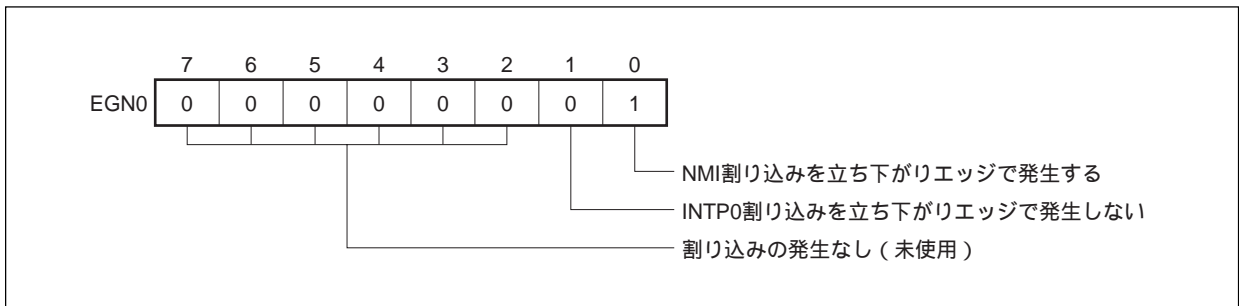 7 6 5 4 3 2 1 0
EGN0 0 0 0 0 0 0 0 1
NMI割り込みを立ち下がりエッジで発生する
INTP0割り込みを立ち下がりエッジで発生しない
割り込みの発生なし（未使用）